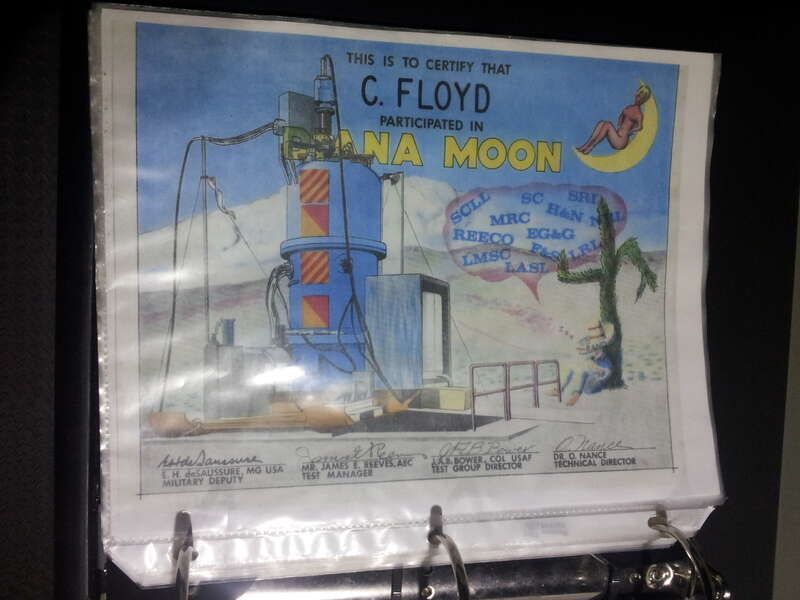 THIS IS TO CERTIFY THAT
C. FLOYD
PARTICIPATED IN
ANA MOON
SCLL SC SRI
MRC H&N
REECO EG&G
LMSC F&S LRL
LASL
E. H. deSAUSSURE, MG USA
MILITARY DEPUTY
MR. JAMES E. REEVES, AEC
TEST MANAGER
J.A.B. BOWER, COL USAF
TEST GROUP DIRECTOR
DR. O. NANCE
TECHNICAL DIRECTOR